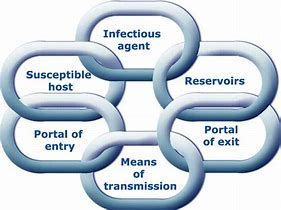 Infectious
agent
Reservoirs
Portal
of exit
Means
of
transmission
Portal of
entry
Susceptible
host